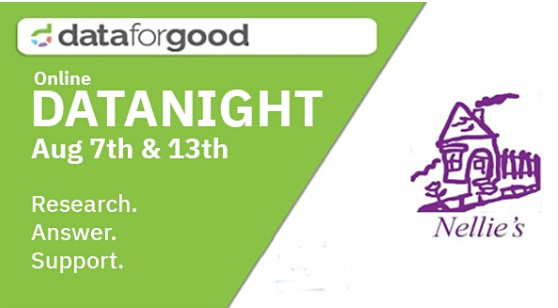 dataforgood
Online
DATANIGHT
Aug 7th & 13th
Research.
Answer.
Support.
Nellie's